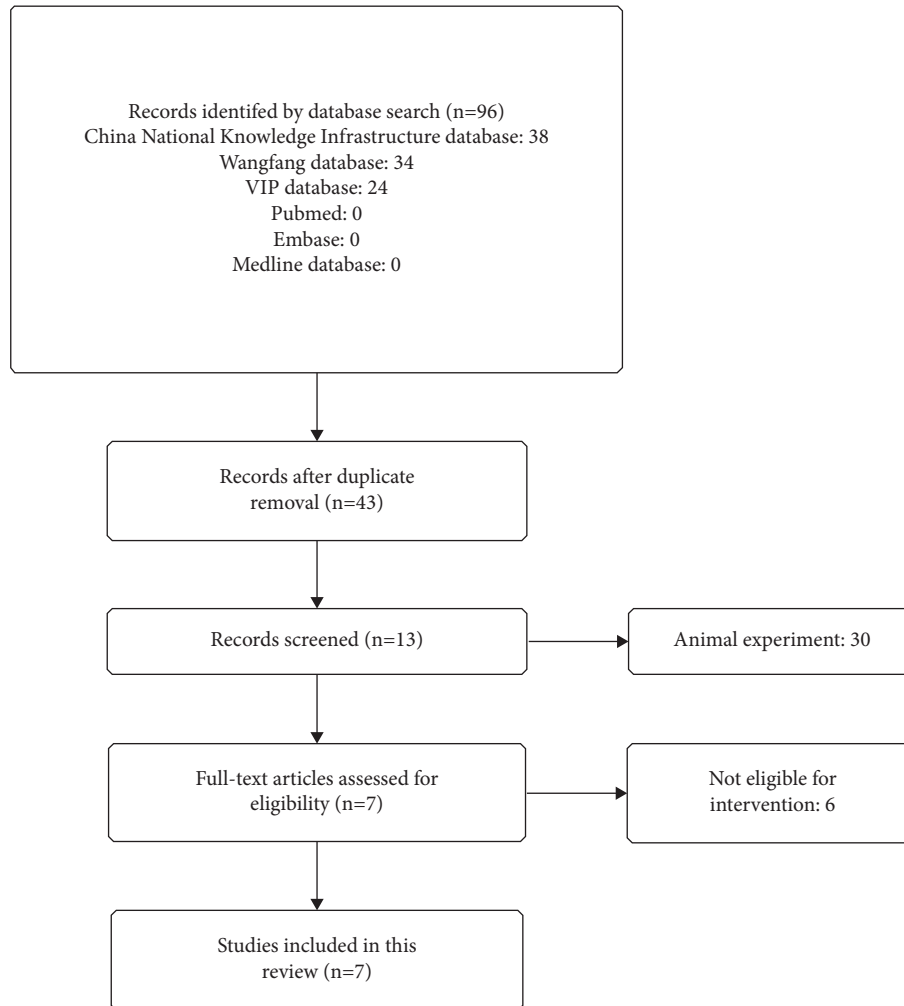 Records identifed by database search (n=96)
China National Knowledge Infrastructure database: 38
Wangfang database: 34
VIP database: 24
Pubmed: 0
Embase: 0
Medline database: 0
Records after duplicate
removal (n=43)
Records screened (n=13)
Animal experiment: 30
Full-text articles assessed for
eligibility (n=7)
Not eligible for
intervention: 6
Studies included in this
review (n=7)